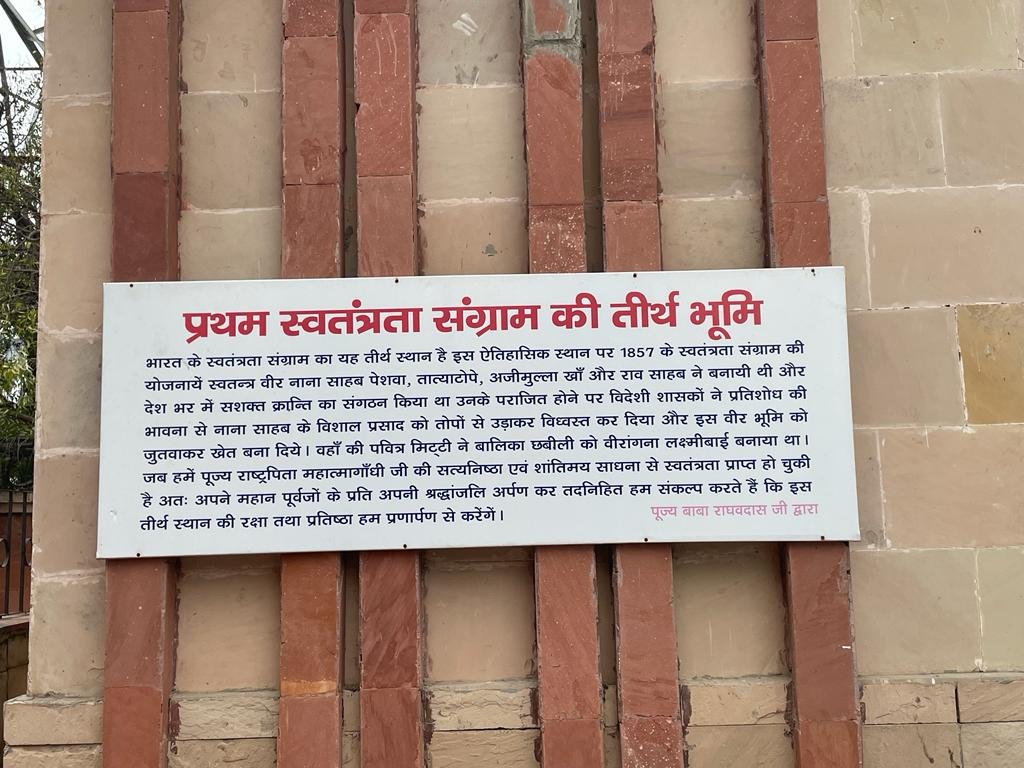 प्रथम स्वतंत्रता संग्राम की तीर्थ भूमि
भारत के स्वतंत्रता संग्राम का यह तीर्थ स्थान है इस ऐतिहासिक स्थान पर 1857 के स्वतंत्रता संग्राम की
योजनायें स्वतन्त्र वीर नाना साहब पेशवा, तात्याटोपे, अजीमुल्ला खाँ और राव साहब ने बनायी थी और
देश भर में सशक्त क्रान्ति का संगठन किया था उनके पराजित होने पर विदेशी शासकों ने प्रतिशोध की
भावना से नाना साहब के विशाल प्रसाद को तोपों से उड़ाकर विध्वस्त कर दिया और इस वीर भूमि को
जुतवाकर खेत बना दिये। वहाँ की पवित्र मिट्टी ने बालिका छबीली को वीरांगना लक्ष्मीबाई बनाया था।
जब हमें पूज्य राष्ट्रपिता महात्मागाँधी जी की सत्यनिष्ठा एवं शांतिमय साधना से स्वतंत्रता प्राप्त हो चुकी
है अतः अपने महान पूर्वजों के प्रति अपनी श्रद्धांजलि अर्पण कर तदनिहित हम संकल्प करते हैं कि इस
तीर्थ स्थान की रक्षा तथा प्रतिष्ठा हम प्रणार्पण से करेंगें।
पूज्य बाबा राघवदास जी द्वारा